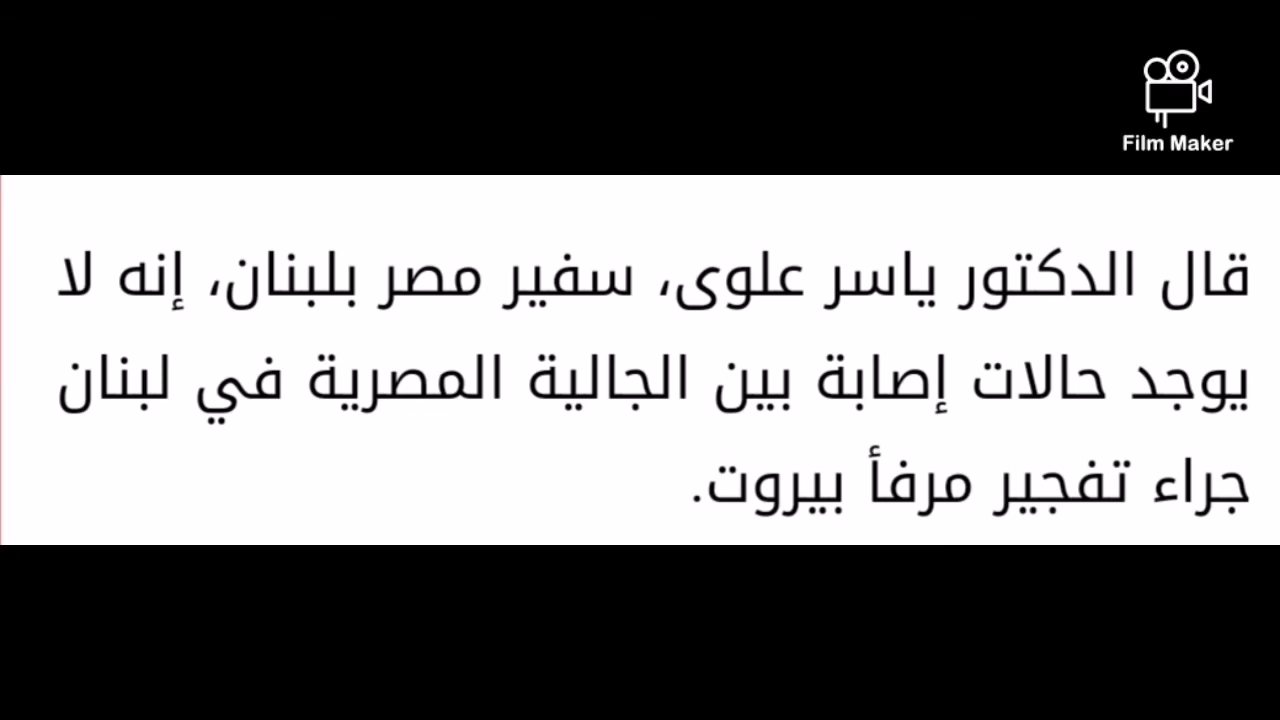 Film Maker
قال الدكتور ياسر علوى، سفير مصر بلبنان، إنه لا
يوجد حالات إصابة بين الجالية المصرية في لبنان
جراء تفجير مرفأ بيروت.